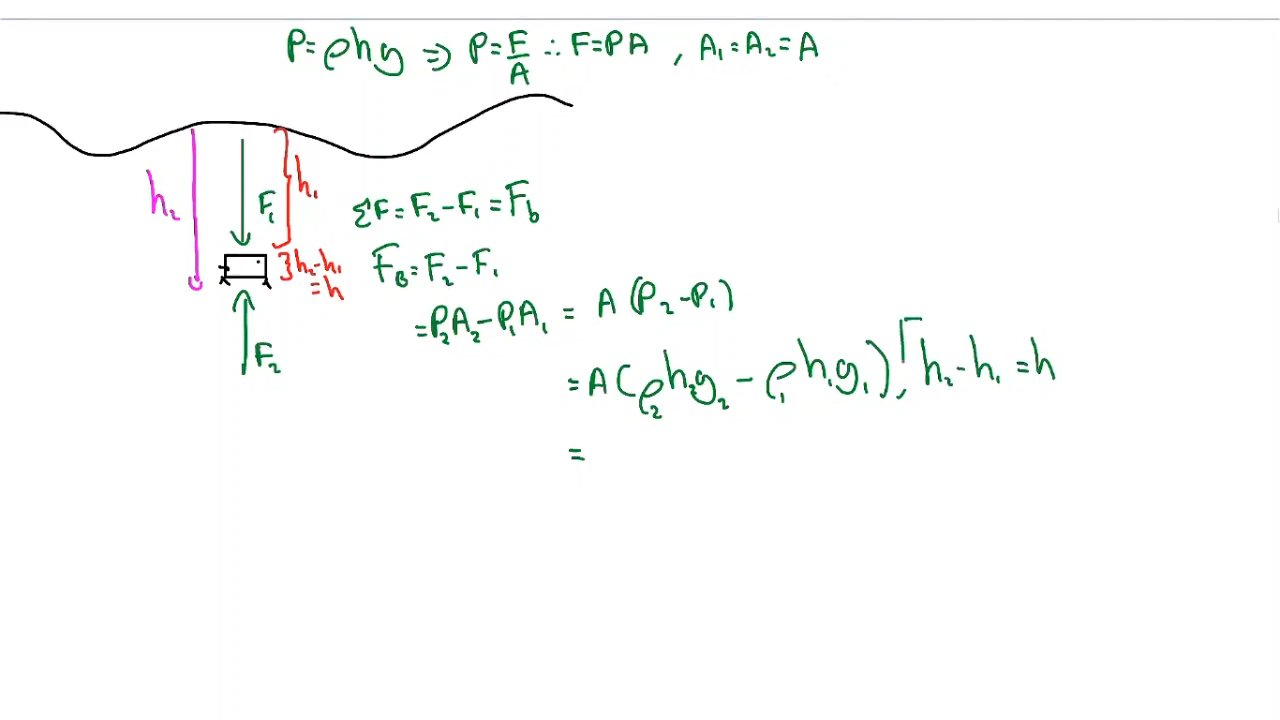 P = ρhg ⇒ P = F/A ∴ F = PA , A₁ = A₂ = A
h₂
F₁
h₁
ΣF = F₂ - F₁ = F_b
} h₂ - h₁
= h
F_B = F₂ - F₁
= P₂A₂ - P₁A₁ = A (P₂ - P₁)
F₂
= A (ρ₂h₂g₂ - ρ₁h₁g₁), Γ h₂ - h₁ = h
=